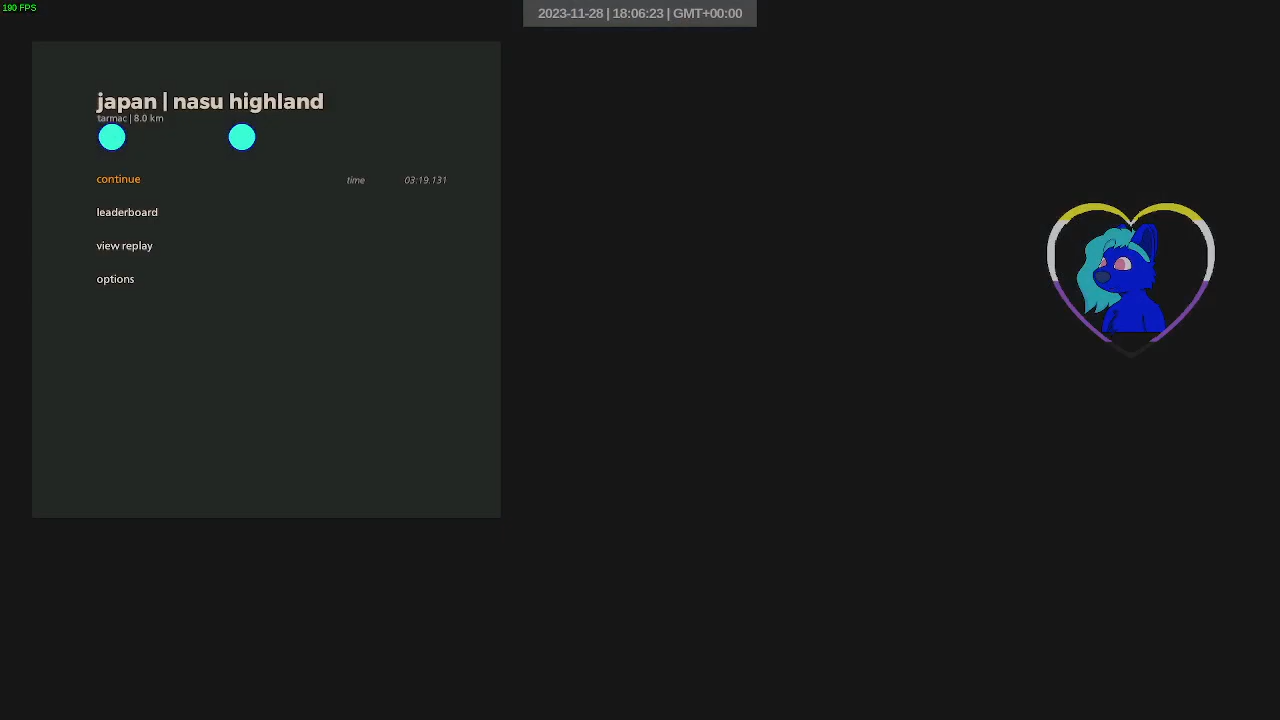 190 FPS
2023-11-28 | 18:06:23 | GMT+00:00
japan | nasu highland
tarmac | 8.0 km
continue time 03:19.131
leaderboard
view replay
options